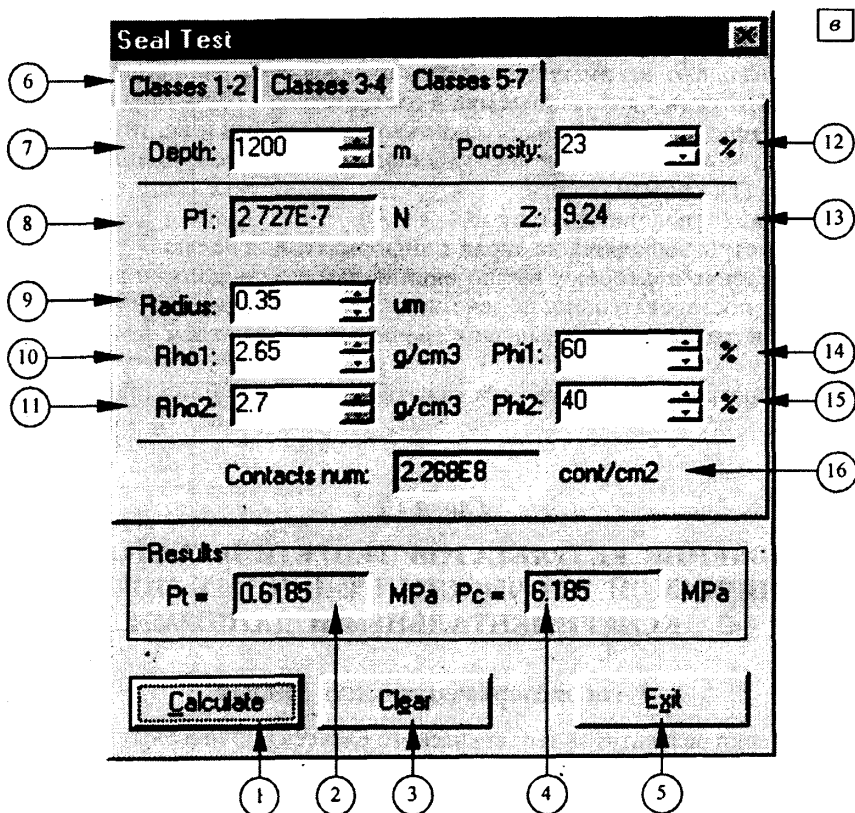 в
Seal Test
6 Classes 1-2 Classes 3-4 Classes 5-7
7 Depth: 1200 m Porosity: 23 % 12
8 P1: 2.727E-7 N Z: 9.24 13
9 Radius: 0.35 um
10 Rho1: 2.65 g/cm3 Phi1: 60 % 14
11 Rho2: 2.7 g/cm3 Phi2: 40 % 15
Contacts num: 2.268E8 cont/cm2 16
Results
Pt = 0.6185 MPa Pc = 6.185 MPa
Calculate Clear Exit
1 2 3 4 5